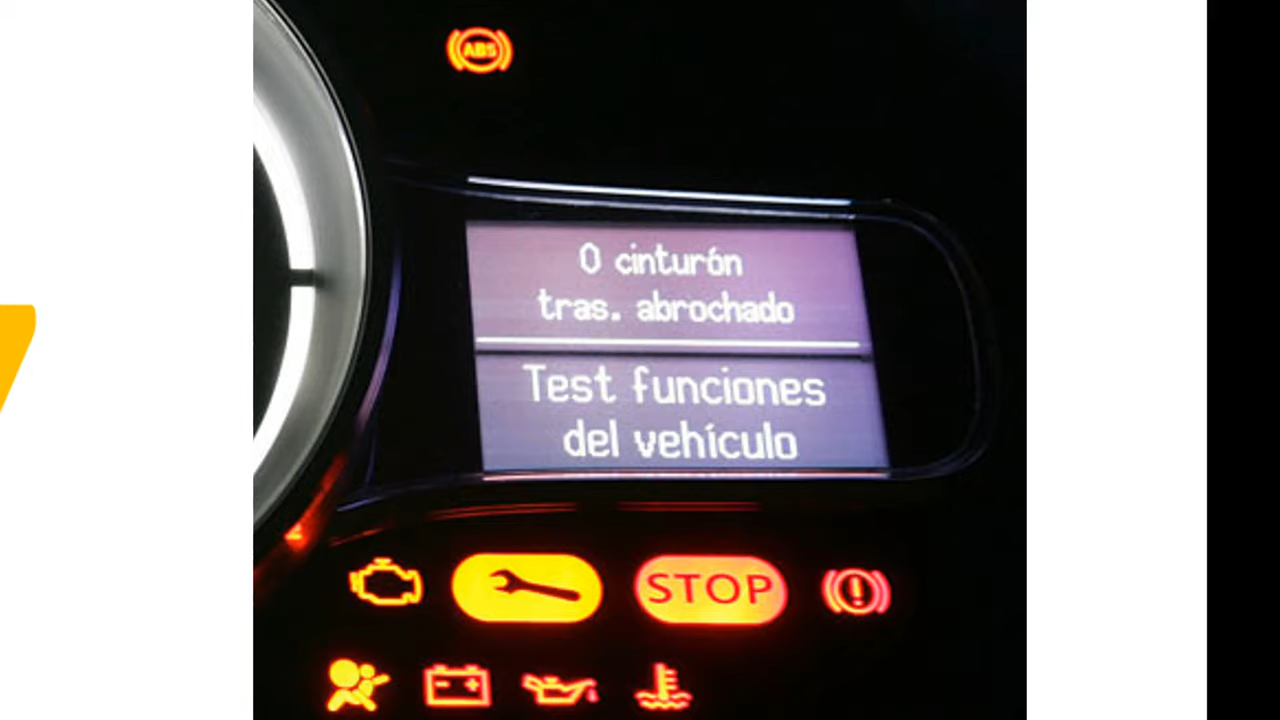 ABS
0 cinturón
tras. abrochado
Test funciones
del vehículo
STOP